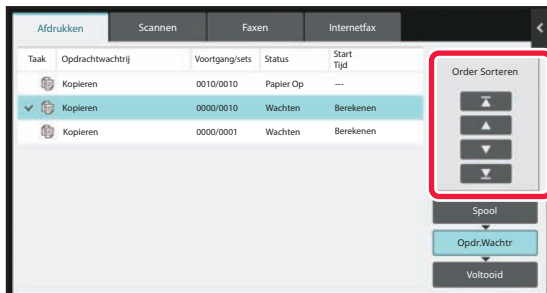 Afdrukken Scannen Faxen Internetfax
Taak Opdrachtwachtrij Voortgang/sets Status Start
Tijd
Kopieren 0010/0010 Papier Op ---
Kopieren 0000/0010 Wachten Berekenen
Kopieren 0000/0001 Wachten Berekenen
Order Sorteren
Spool
Opdr.Wachtr
Voltooid